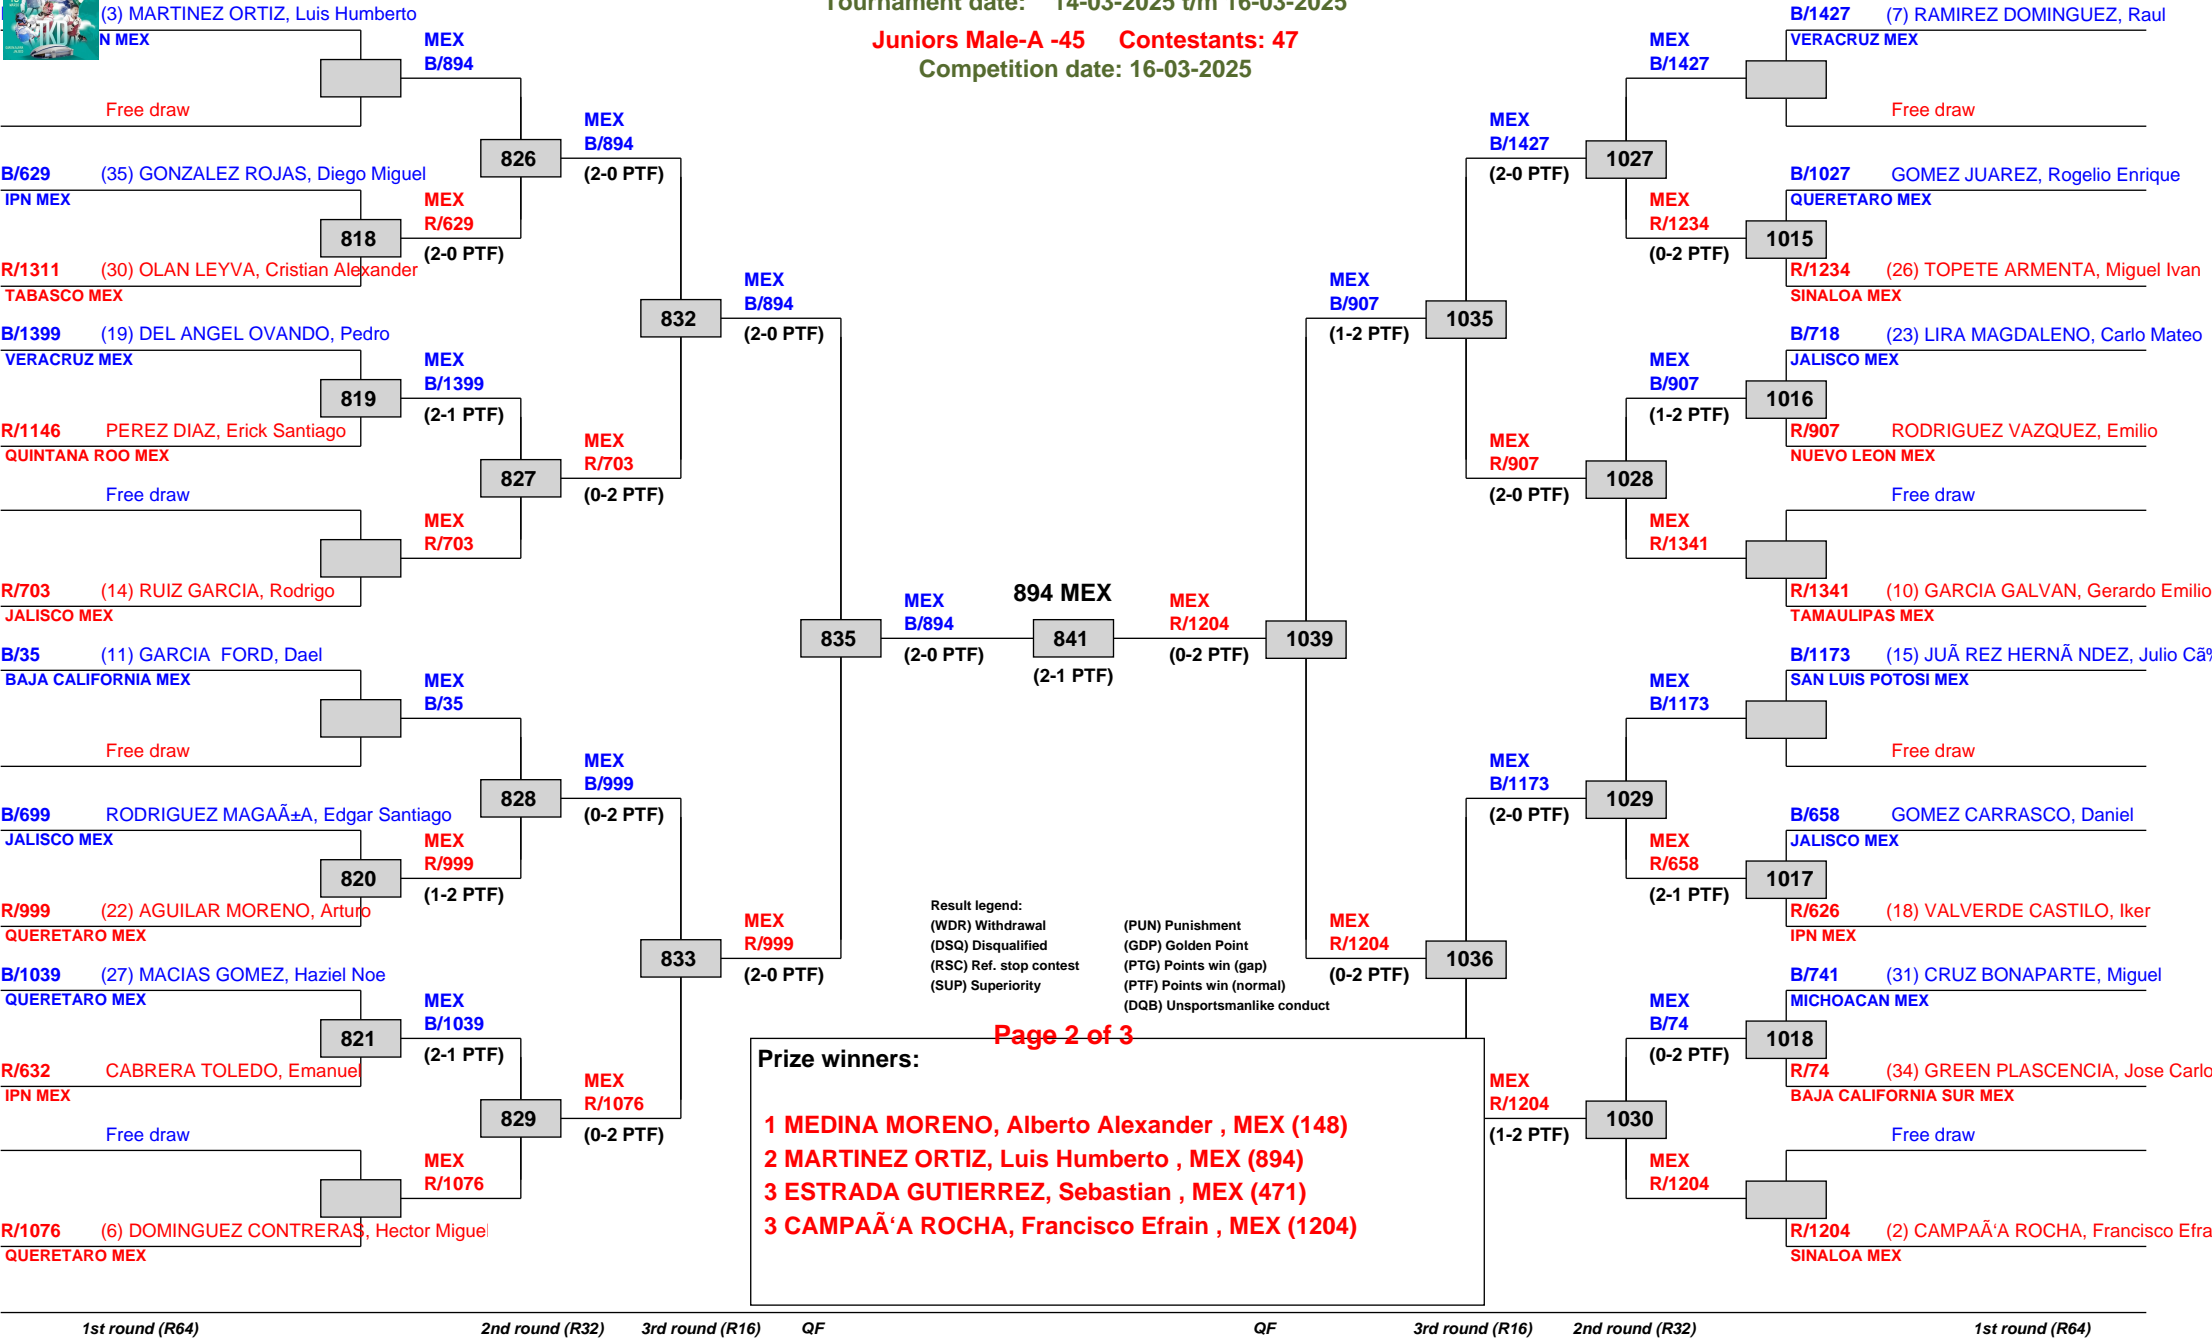 Tournament date: 14-03-2025 t/m 16-03-2025
Juniors Male-A -45 Contestants: 47
Competition date: 16-03-2025
TKD
(3) MARTINEZ ORTIZ, Luis Humberto
N MEX
MEX
B/894
Free draw
826
MEX
B/894
(2-0 PTF)
B/629 (35) GONZALEZ ROJAS, Diego Miguel
IPN MEX
818
MEX
R/629
(2-0 PTF)
R/1311 (30) OLAN LEYVA, Cristian Alexander
TABASCO MEX
832
MEX
B/894
(2-0 PTF)
B/1399 (19) DEL ANGEL OVANDO, Pedro
VERACRUZ MEX
819
MEX
B/1399
(2-1 PTF)
R/1146 PEREZ DIAZ, Erick Santiago
QUINTANA ROO MEX
827
MEX
R/703
(0-2 PTF)
Free draw
MEX
R/703
R/703 (14) RUIZ GARCIA, Rodrigo
JALISCO MEX
835
MEX
B/894
(2-0 PTF)
B/35 (11) GARCIA FORD, Dael
BAJA CALIFORNIA MEX
MEX
B/35
Free draw
828
MEX
B/999
(0-2 PTF)
B/699 RODRIGUEZ MAGAÃ±A, Edgar Santiago
JALISCO MEX
820
MEX
R/999
(1-2 PTF)
R/999 (22) AGUILAR MORENO, Arturo
QUERETARO MEX
833
MEX
R/999
(2-0 PTF)
B/1039 (27) MACIAS GOMEZ, Haziel Noe
QUERETARO MEX
821
MEX
B/1039
(2-1 PTF)
R/632 CABRERA TOLEDO, Emanuel
IPN MEX
829
MEX
R/1076
(0-2 PTF)
Free draw
MEX
R/1076
R/1076 (6) DOMINGUEZ CONTRERAS, Hector Miguel
QUERETARO MEX
894 MEX
841
(2-1 PTF)
MEX
R/1204
(0-2 PTF)
1039
B/1427 (7) RAMIREZ DOMINGUEZ, Raul
VERACRUZ MEX
MEX
B/1427
Free draw
MEX
B/1427
(2-0 PTF)
1027
B/1027 GOMEZ JUAREZ, Rogelio Enrique
QUERETARO MEX
MEX
R/1234
(0-2 PTF)
1015
R/1234 (26) TOPETE ARMENTA, Miguel Ivan
SINALOA MEX
MEX
B/907
(1-2 PTF)
1035
B/718 (23) LIRA MAGDALENO, Carlo Mateo
JALISCO MEX
MEX
B/907
(1-2 PTF)
1016
R/907 RODRIGUEZ VAZQUEZ, Emilio
NUEVO LEON MEX
MEX
R/907
(2-0 PTF)
1028
Free draw
MEX
R/1341
R/1341 (10) GARCIA GALVAN, Gerardo Emilio
TAMAULIPAS MEX
B/1173 (15) JUÃ REZ HERNÃ NDEZ, Julio Cã‰
SAN LUIS POTOSI MEX
MEX
B/1173
Free draw
MEX
B/1173
(2-0 PTF)
1029
B/658 GOMEZ CARRASCO, Daniel
JALISCO MEX
MEX
R/658
(2-1 PTF)
1017
R/626 (18) VALVERDE CASTILO, Iker
IPN MEX
MEX
R/1204
(0-2 PTF)
1036
B/741 (31) CRUZ BONAPARTE, Miguel
MICHOACAN MEX
MEX
B/74
(0-2 PTF)
1018
R/74 (34) GREEN PLASCENCIA, Jose Carlo
BAJA CALIFORNIA SUR MEX
MEX
R/1204
(1-2 PTF)
1030
Free draw
MEX
R/1204
R/1204 (2) CAMPAÃ‘A ROCHA, Francisco Efra
SINALOA MEX
Result legend:
(WDR) Withdrawal (PUN) Punishment
(DSQ) Disqualified (GDP) Golden Point
(RSC) Ref. stop contest (PTG) Points win (gap)
(SUP) Superiority (PTF) Points win (normal)
(DQB) Unsportsmanlike conduct
Page 2 of 3
Prize winners:
1 MEDINA MORENO, Alberto Alexander , MEX (148)
2 MARTINEZ ORTIZ, Luis Humberto , MEX (894)
3 ESTRADA GUTIERREZ, Sebastian , MEX (471)
3 CAMPAÃ‘A ROCHA, Francisco Efrain , MEX (1204)
1st round (R64) 2nd round (R32) 3rd round (R16) QF QF 3rd round (R16) 2nd round (R32) 1st round (R64)